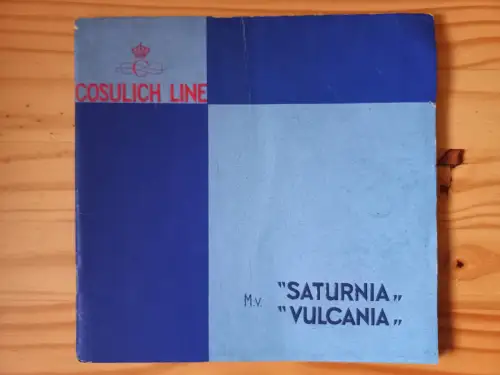 COSULICH LINE
M.v. "SATURNIA„
"VULCANIA„